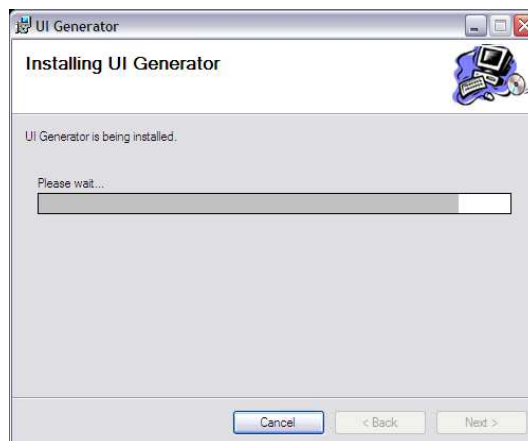 UI Generator
Installing UI Generator
UI Generator is being installed.
Please wait...
Cancel
< Back
Next >